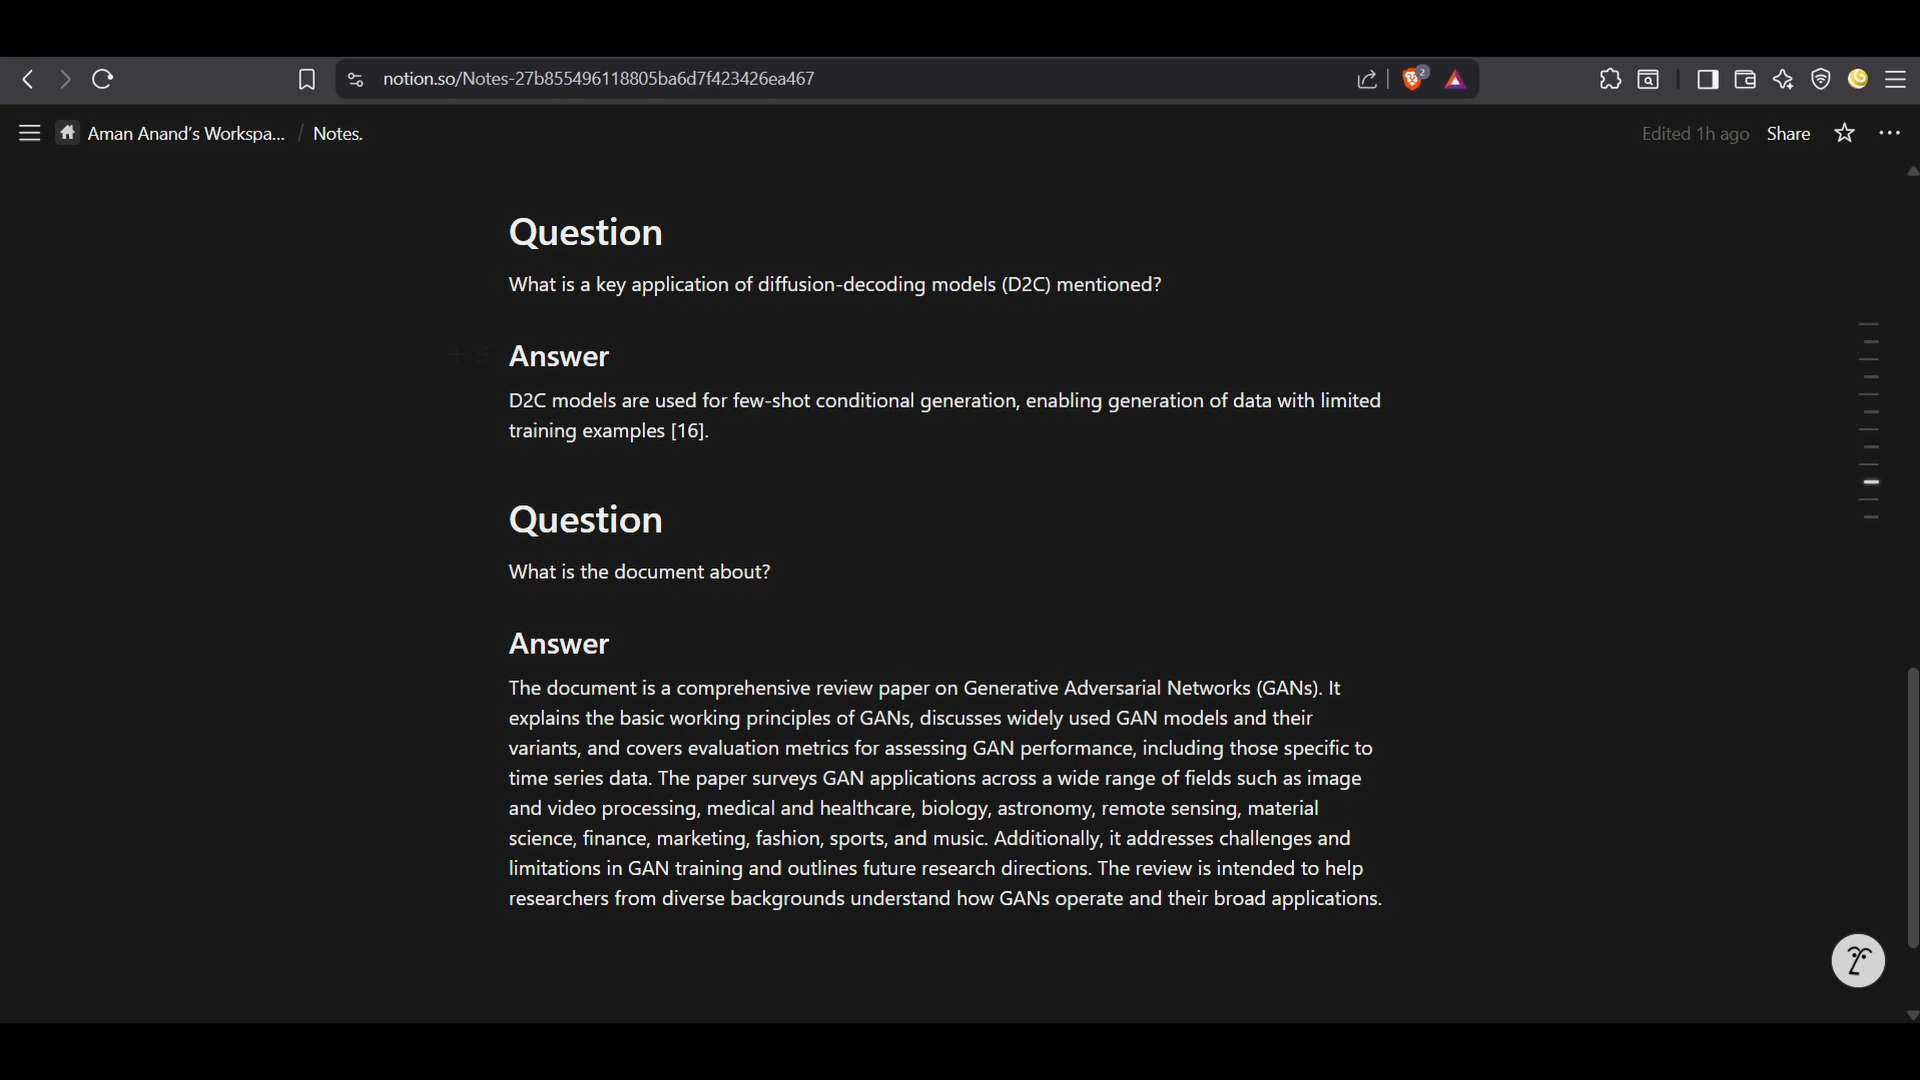 notion.so/Notes-27b855496118805ba6d7f423426ea467
2
Aman Anand's Workspa... / Notes.
Edited 1h ago
Share
Question
What is a key application of diffusion-decoding models (D2C) mentioned?
Answer
D2C models are used for few-shot conditional generation, enabling generation of data with limited
training examples [16].
Question
What is the document about?
Answer
The document is a comprehensive review paper on Generative Adversarial Networks (GANs). It
explains the basic working principles of GANs, discusses widely used GAN models and their
variants, and covers evaluation metrics for assessing GAN performance, including those specific to
time series data. The paper surveys GAN applications across a wide range of fields such as image
and video processing, medical and healthcare, biology, astronomy, remote sensing, material
science, finance, marketing, fashion, sports, and music. Additionally, it addresses challenges and
limitations in GAN training and outlines future research directions. The review is intended to help
researchers from diverse backgrounds understand how GANs operate and their broad applications.